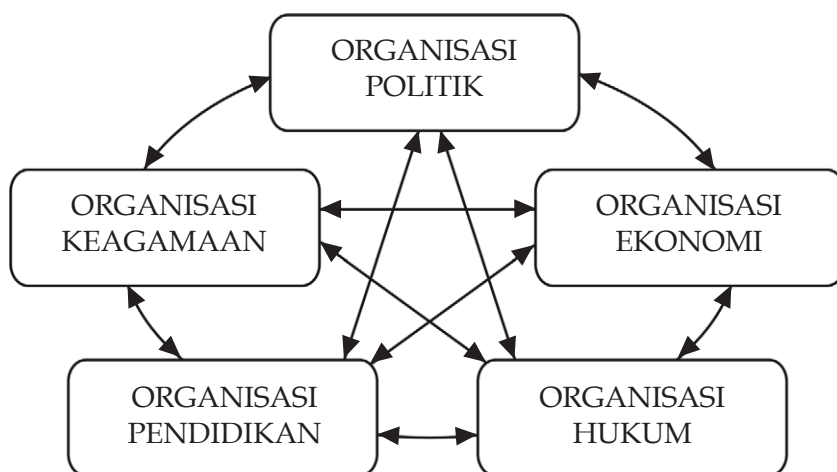 ORGANISASI
POLITIK
ORGANISASI
KEAGAMAAN
ORGANISASI
EKONOMI
ORGANISASI
PENDIDIKAN
ORGANISASI
HUKUM